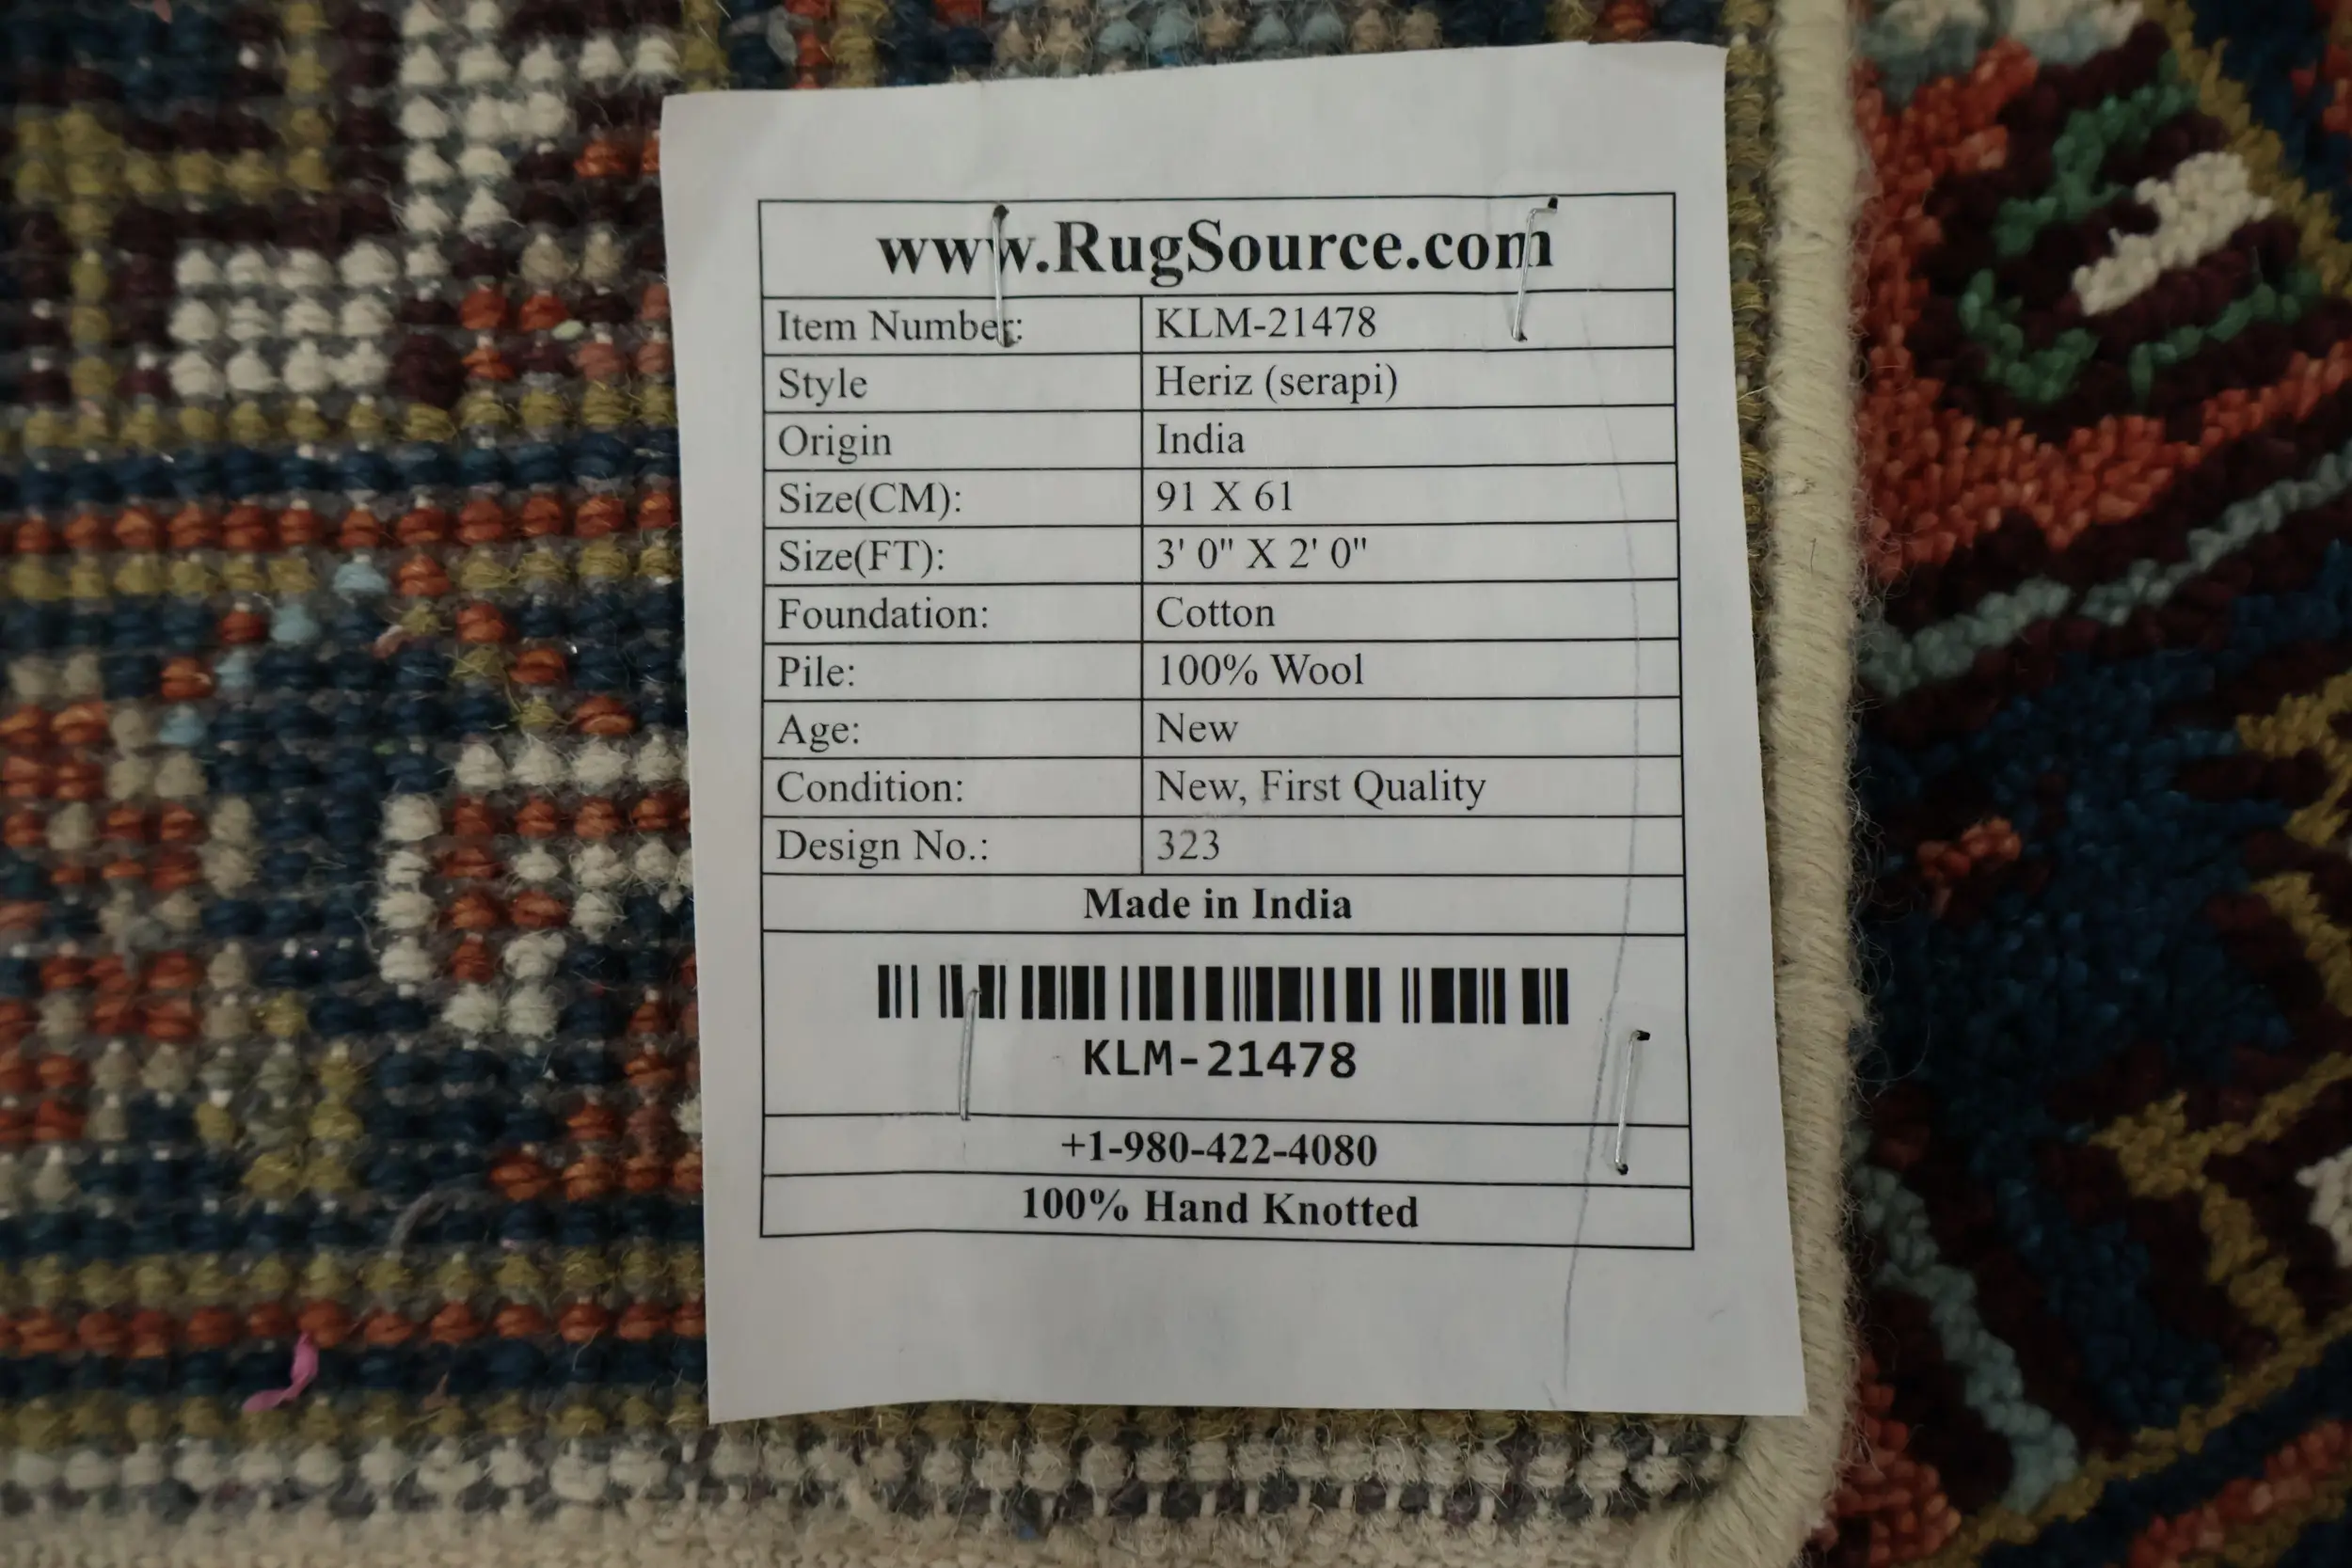 www.RugSource.com
Item Number: KLM-21478
Style Heriz (serapi)
Origin India
Size(CM): 91 X 61
Size(FT): 3' 0" X 2' 0"
Foundation: Cotton
Pile: 100% Wool
Age: New
Condition: New, First Quality
Design No.: 323
Made in India
KLM-21478
+1-980-422-4080
100% Hand Knotted